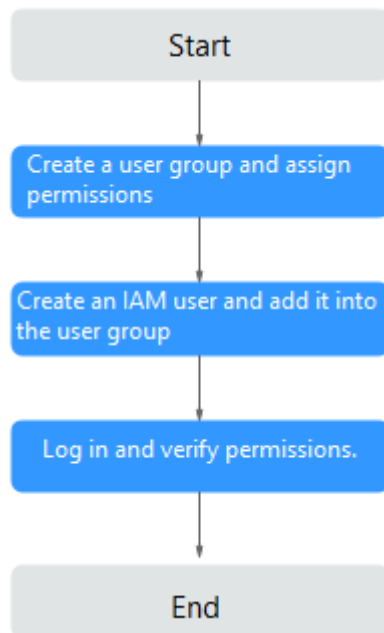 Start
Create a user group and assign
permissions
Create an IAM user and add it into
the user group
Log in and verify permissions.
End